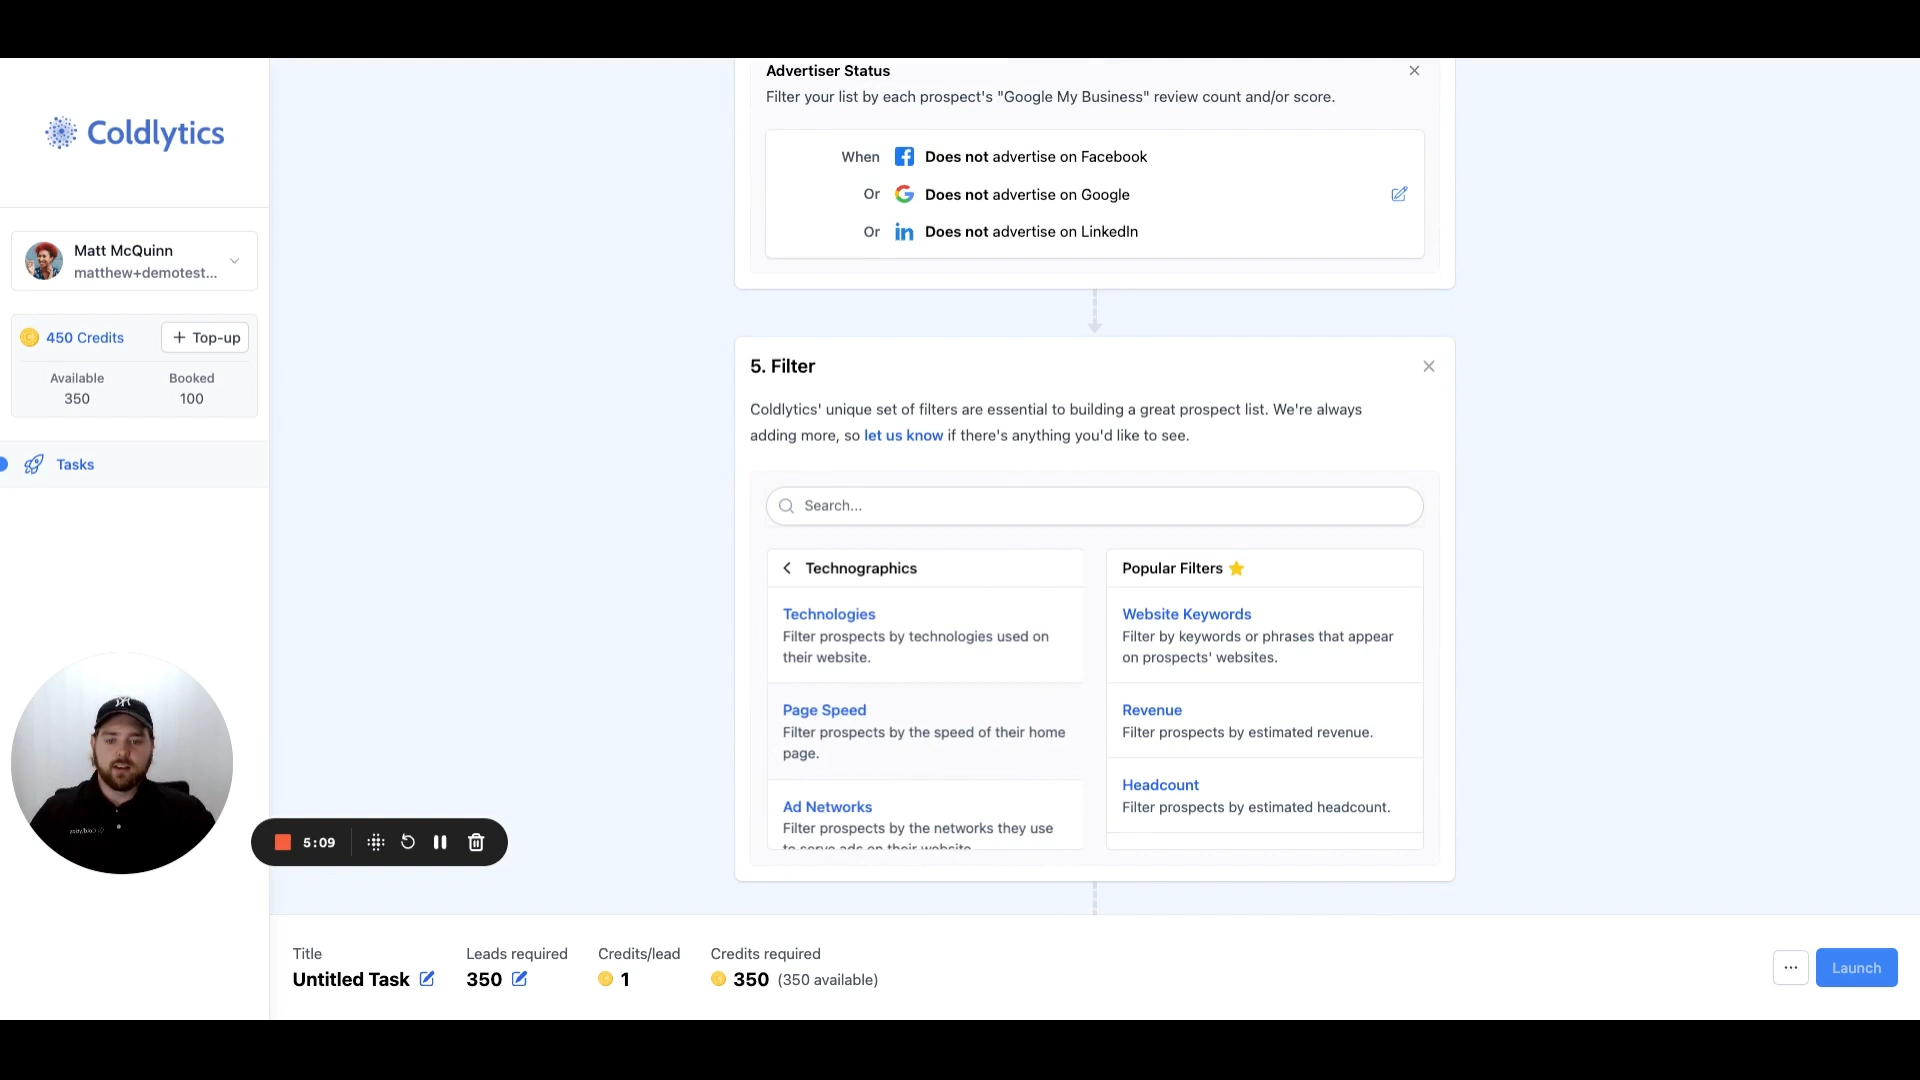 Advertiser Status
Filter your list by each prospect's "Google My Business" review count and/or score.
Coldlytics
When Does not advertise on Facebook
Or Does not advertise on Google
Or Does not advertise on LinkedIn
Matt McQuinn
matthew+demotest...
450 Credits
Top-up
Available
350
Booked
100
Tasks
5. Filter
Coldlytics' unique set of filters are essential to building a great prospect list. We're always
adding more, so let us know if there's anything you'd like to see.
Search...
Technographics
Technologies
Filter prospects by technologies used on
their website.
Page Speed
Filter prospects by the speed of their home
page.
Ad Networks
Filter prospects by the networks they use
to serve ads on their website.
Popular Filters
Website Keywords
Filter by keywords or phrases that appear
on prospects' websites.
Revenue
Filter prospects by estimated revenue.
Headcount
Filter prospects by estimated headcount.
5:09
Title
Untitled Task
Leads required
350
Credits/lead
1
Credits required
350 (350 available)
...
Launch